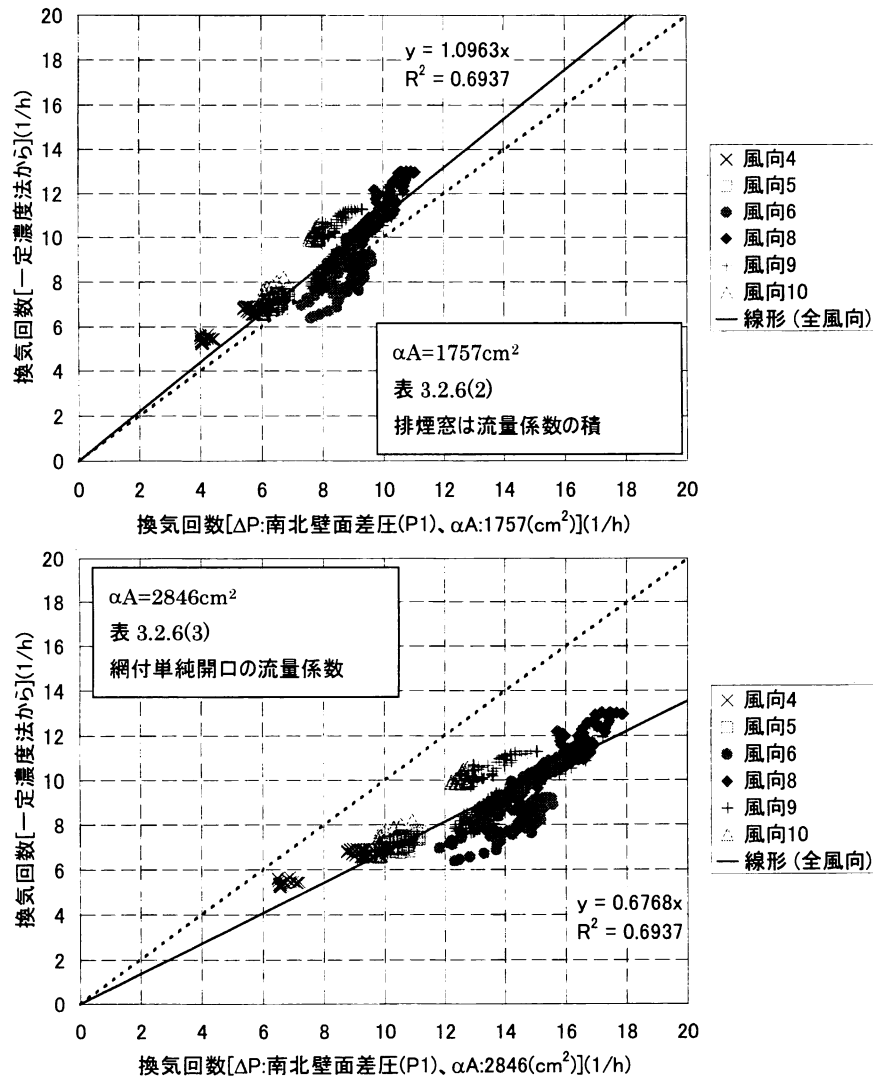 20
18
16
14
12
10
8
6
4
2
0
換気回数[一定濃度法から](1/h)
y = 1.0963x
R² = 0.6937
αA=1757cm²
表 3.2.6(2)
排煙窓は流量係数の積
0 2 4 6 8 10 12 14 16 18 20
換気回数[ΔP:南北壁面差圧(P1)、αA:1757(cm²)](1/h)
× 風向4
風向5
● 風向6
◆ 風向8
+ 風向9
△ 風向10
— 線形 (全風向)
20
18
16
14
12
10
8
6
4
2
0
換気回数[一定濃度法から](1/h)
αA=2846cm²
表 3.2.6(3)
網付単純開口の流量係数
y = 0.6768x
R² = 0.6937
0 2 4 6 8 10 12 14 16 18 20
換気回数[ΔP:南北壁面差圧(P1)、αA:2846(cm²)](1/h)
× 風向4
風向5
● 風向6
◆ 風向8
+ 風向9
△ 風向10
— 線形 (全風向)